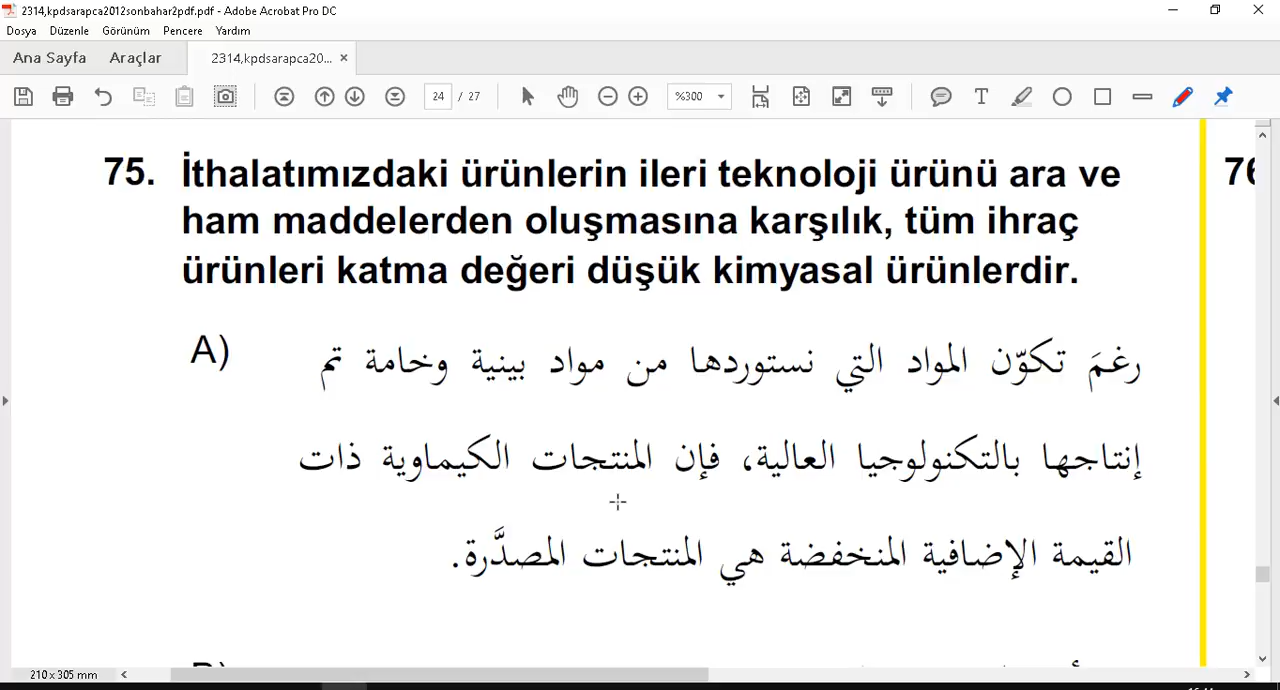 2314,kpdsarapca2012sonbahar2pdf.pdf - Adobe Acrobat Pro DC
Dosya Düzenle Görünüm Pencere Yardım
Ana Sayfa Araçlar 2314,kpdsarapca20... ×
24 / 27 %300
75. İthalatımızdaki ürünlerin ileri teknoloji ürünü ara ve
ham maddelerden oluşmasına karşılık, tüm ihraç
ürünleri katma değeri düşük kimyasal ürünlerdir.
A) رغمَ تكوّن المواد التي نستوردها من مواد بينية وخامة تم
إنتاجها بالتكنولوجيا العالية، فإن المنتجات الكيماوية ذات
القيمة الإضافية المنخفضة هي المنتجات المصدَّرة.
210 x 305 mm